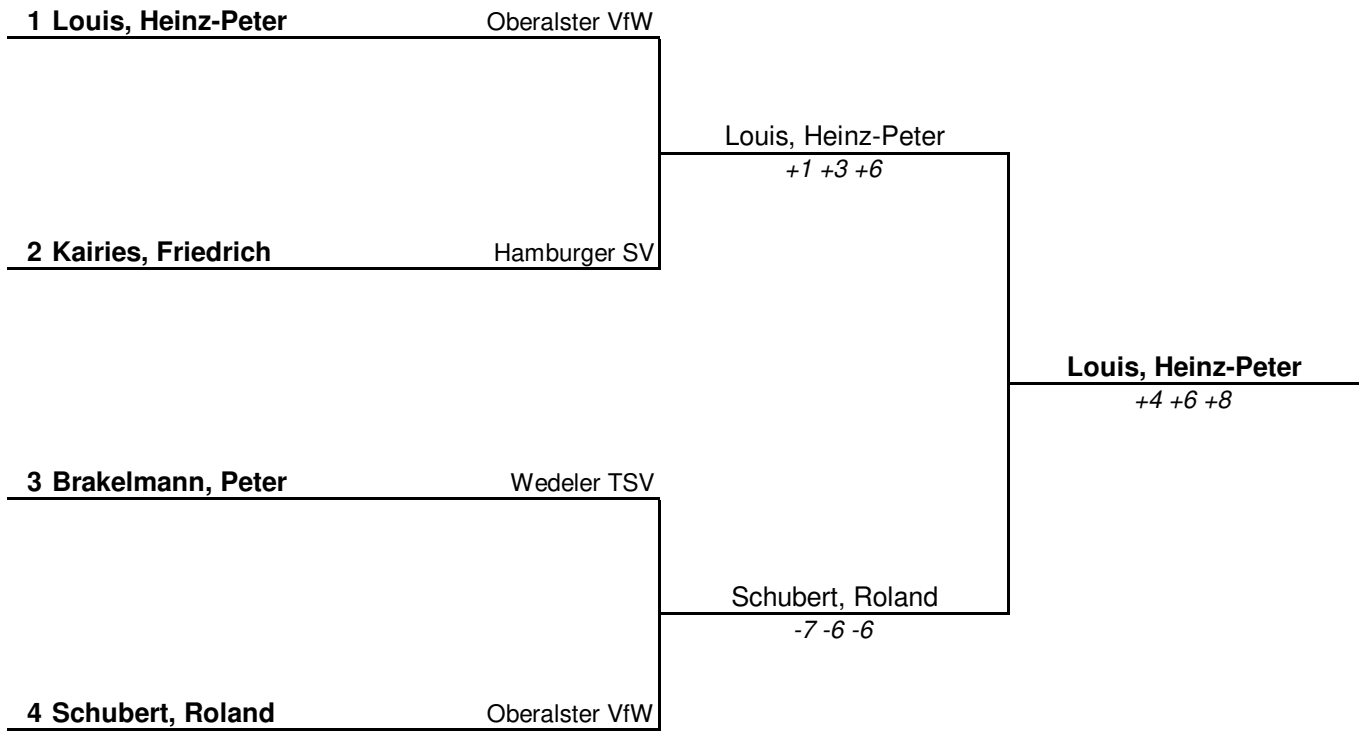 1 Louis, Heinz-Peter Oberalster VfW
Louis, Heinz-Peter
+1 +3 +6
2 Kairies, Friedrich Hamburger SV
Louis, Heinz-Peter
+4 +6 +8
3 Brakelmann, Peter Wedeler TSV
Schubert, Roland
-7 -6 -6
4 Schubert, Roland Oberalster VfW